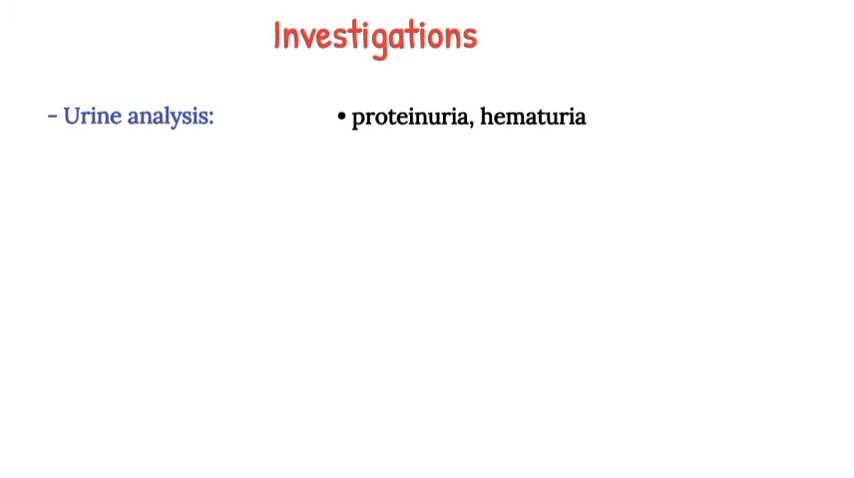 Investigations
- Urine analysis: • proteinuria, hematuria